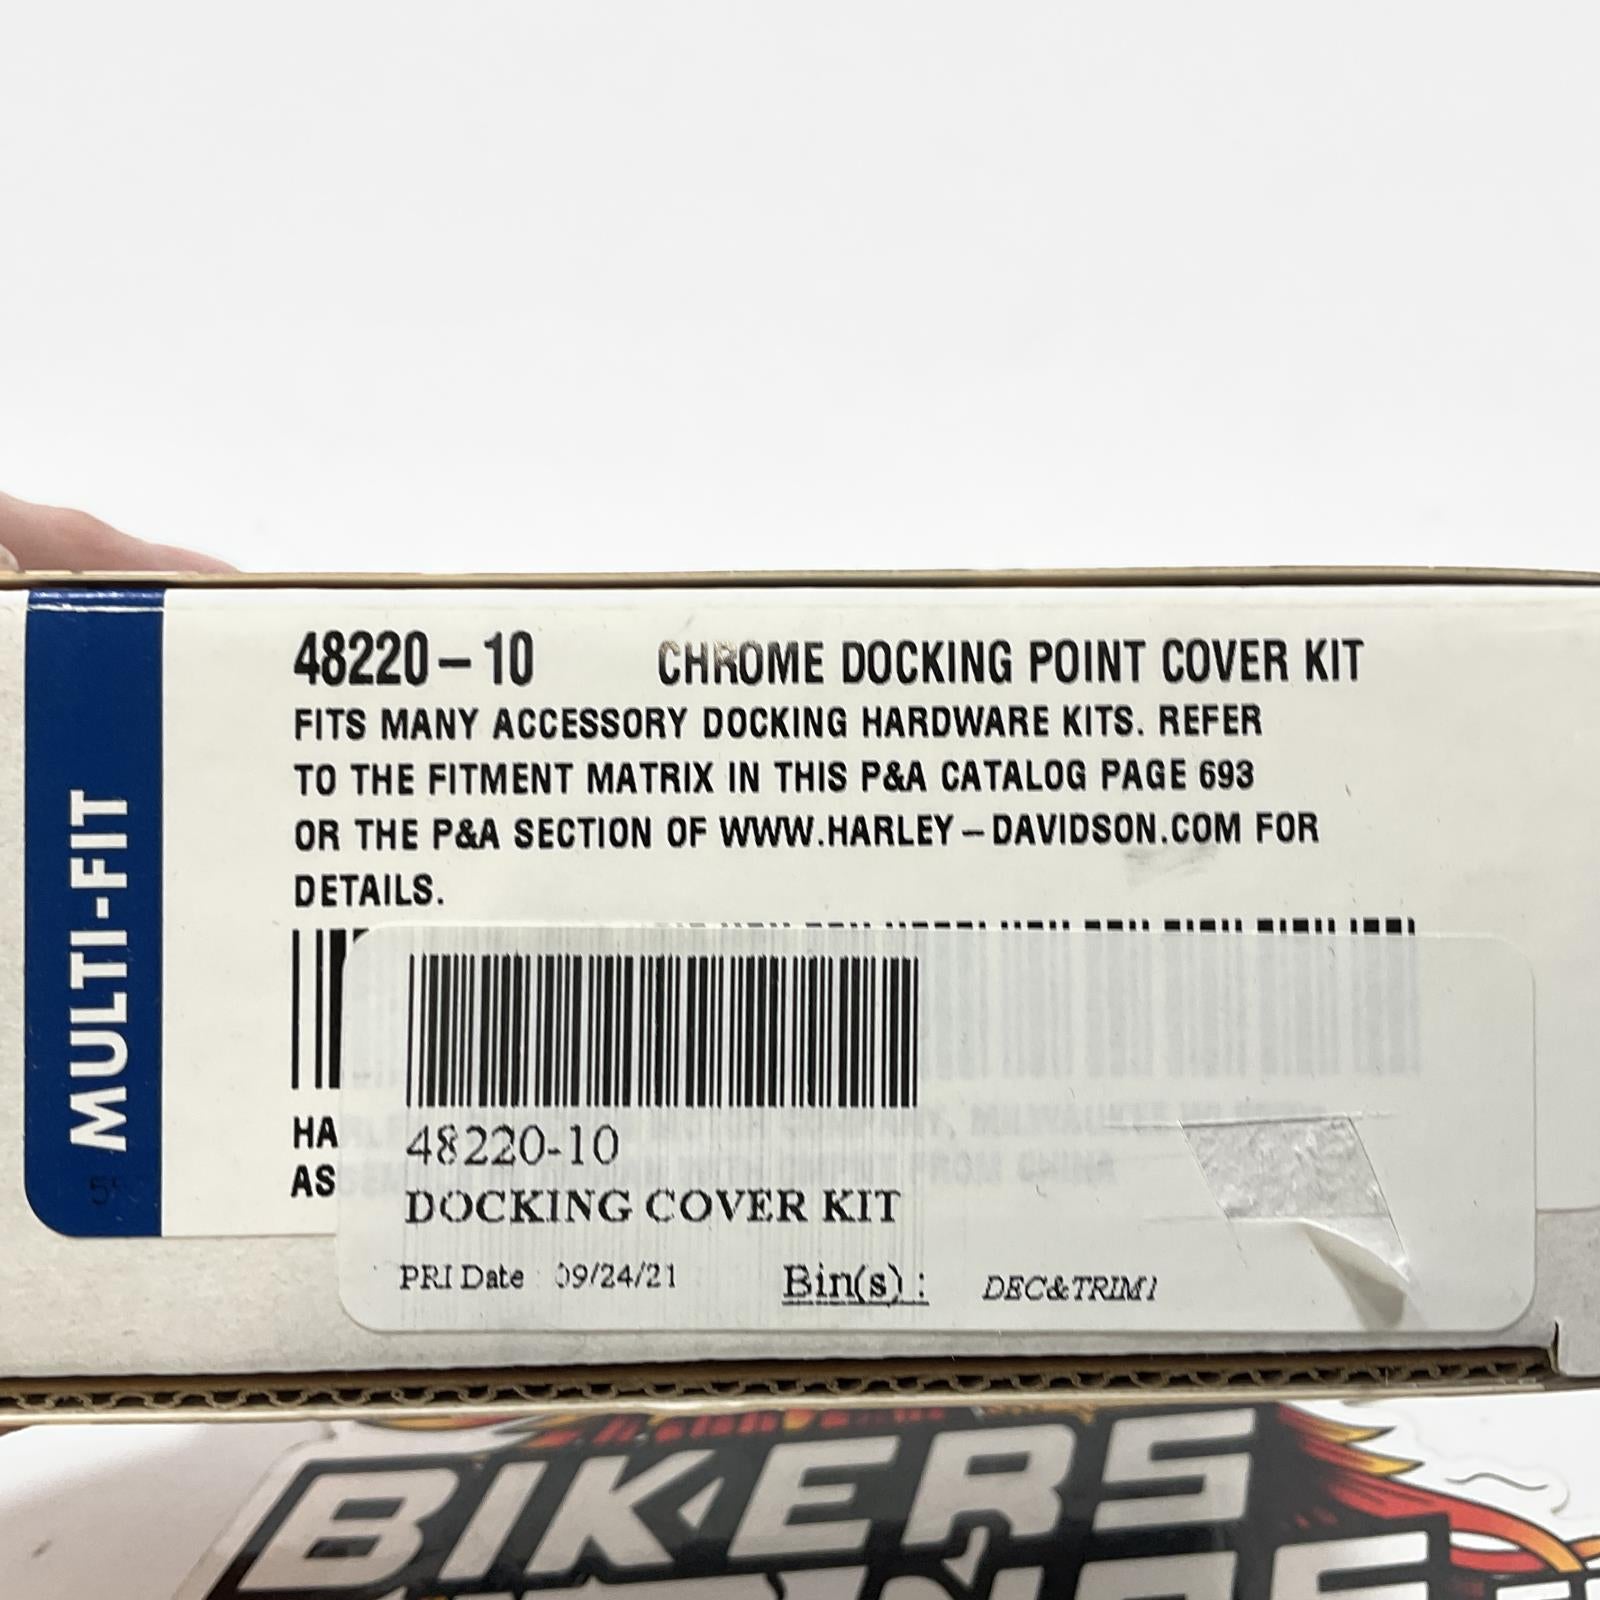 48220-10 CHROME DOCKING POINT COVER KIT
FITS MANY ACCESSORY DOCKING HARDWARE KITS. REFER
TO THE FITMENT MATRIX IN THIS P&A CATALOG PAGE 693
OR THE P&A SECTION OF WWW.HARLEY-DAVIDSON.COM FOR
DETAILS.
MULTI-FIT
HA
AS
48220-10
DOCKING COVER KIT
PRI Date : 09/24/21 Bin(s) : DEC&TRIM1
BIKERS